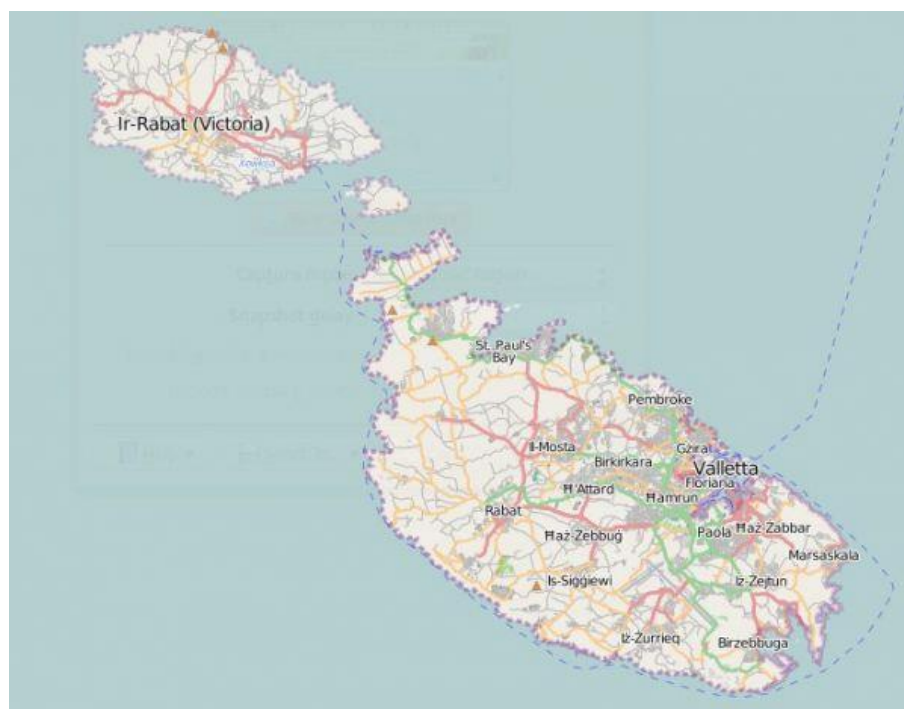 Ir-Rabat (Victoria)
Xewkija
St. Paul's
Bay
Pembroke
Il-Mosta
Gżira
Birkirkara
Valletta
Floriana
Ħ'Attard
Ħamrun
Rabat
Ħaż-Żebbuġ
Paola
Ħaż-Żabbar
Marsaskala
Is-Siġġiewi
Iż-Żejtun
Iż-Żurrieq
Birżebbuġa